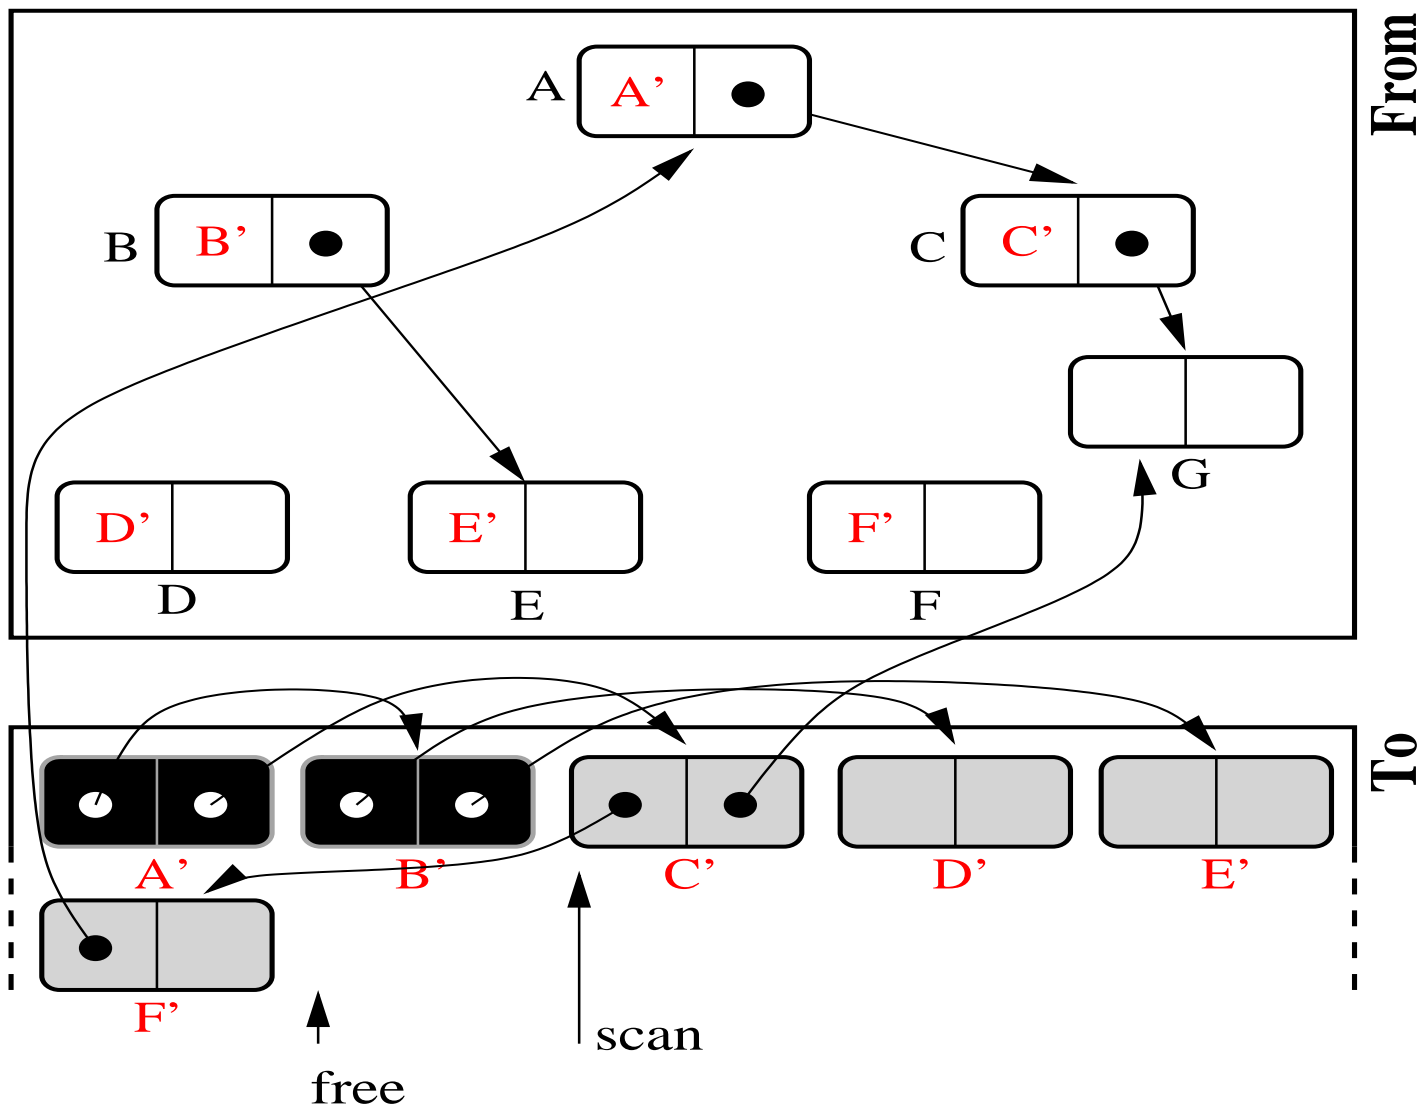 From
A A’
B B’
C C’
G
D’
E’
F’
D
E
F
To
A’ B’ C’ D’ E’
F’
scan
free